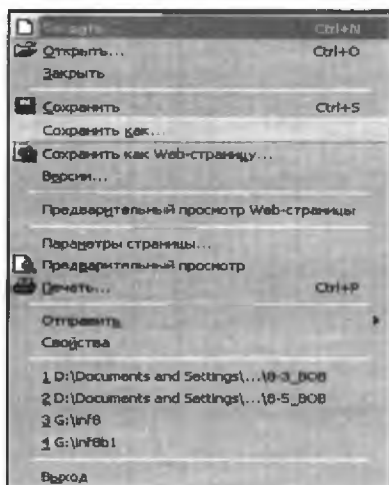 Создать Ctrl+N
Открыть... Ctrl+O
Закрыть
Сохранить Ctrl+S
Сохранить как...
Сохранить как Web-страницу...
Версии...
Предварительный просмотр Web-страницы
Параметры страницы...
Предварительный просмотр
Печать... Ctrl+P
Отправить
Свойства
1 D:\Documents and Settings\...\8-3_BOB
2 D:\Documents and Settings\...\8-5_BOB
3 G:\inf8
4 G:\inf8b1
Выход